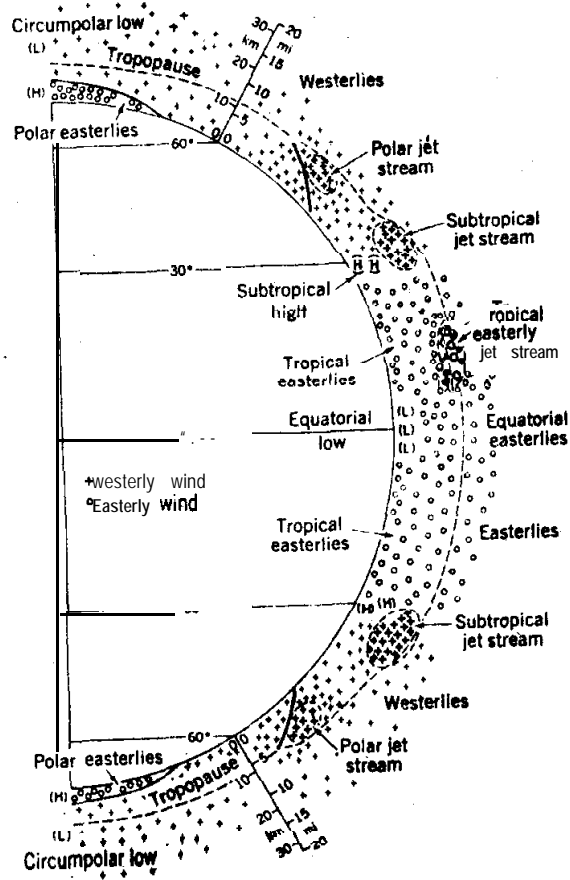 Circumpolar low
(L)
Tropopause
(H)
Polar easterlies
30 20
km mi
20 15
10
10 5
0 0
Westerlies
60°
Polar jet
stream
Subtropical
jet stream
30°
H H
Subtropical
high
Tropical
easterlies
easterly
jet stream
Equatorial
low
(L)
(L)
(L)
Equatorial
easterlies
+westerly wind
Easterly wind
Tropical
easterlies
Easterlies
(H) (H)
Subtropical
jet stream
Westerlies
60°
0 0
Polar easterlies
Polar jet
stream
(H)
Tropopause
5
10 10
20 15
km mi
30 20
(L)
Circumpolar low